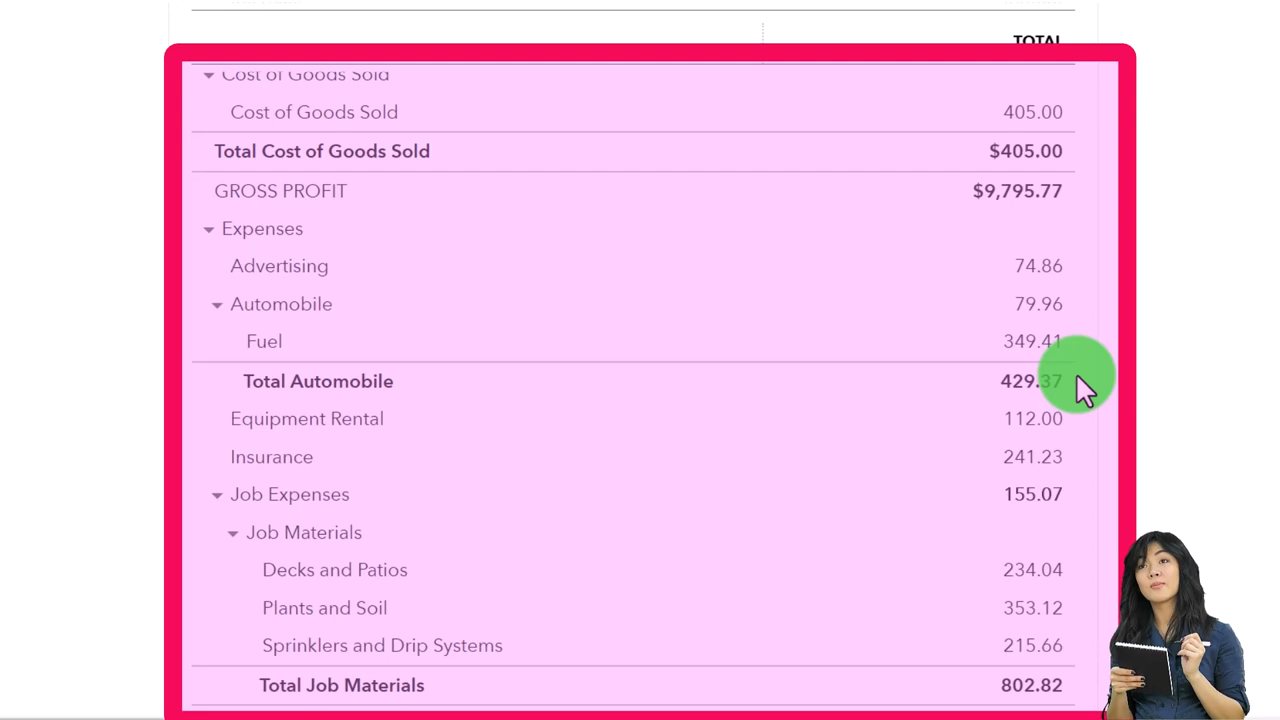 TOTAL
Cost of Goods Sold
Cost of Goods Sold 405.00
Total Cost of Goods Sold $405.00
GROSS PROFIT $9,795.77
Expenses
Advertising 74.86
Automobile 79.96
Fuel 349.41
Total Automobile 429.37
Equipment Rental 112.00
Insurance 241.23
Job Expenses 155.07
Job Materials
Decks and Patios 234.04
Plants and Soil 353.12
Sprinklers and Drip Systems 215.66
Total Job Materials 802.82